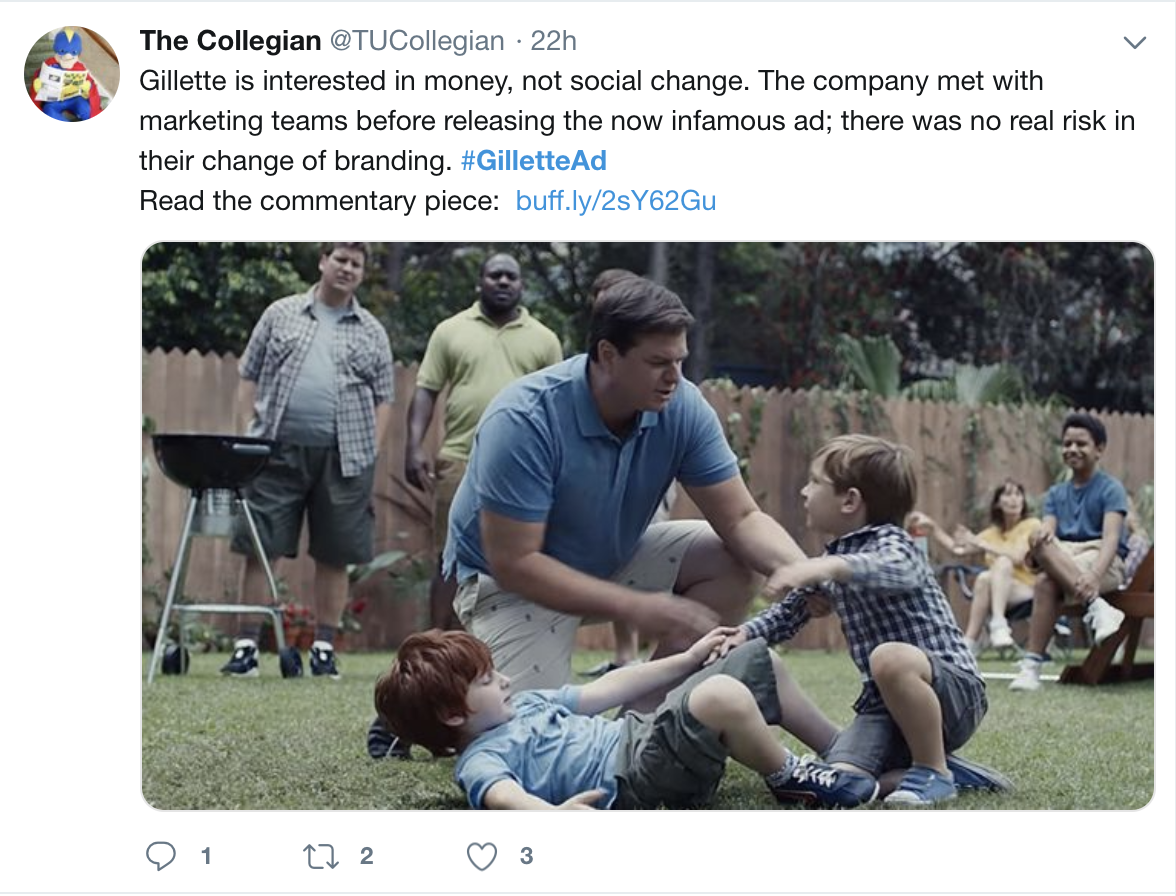 The Collegian @TUCollegian · 22h
Gillette is interested in money, not social change. The company met with
marketing teams before releasing the now infamous ad; there was no real risk in
their change of branding. #GilletteAd
Read the commentary piece: buff.ly/2sY62Gu
1 2 3